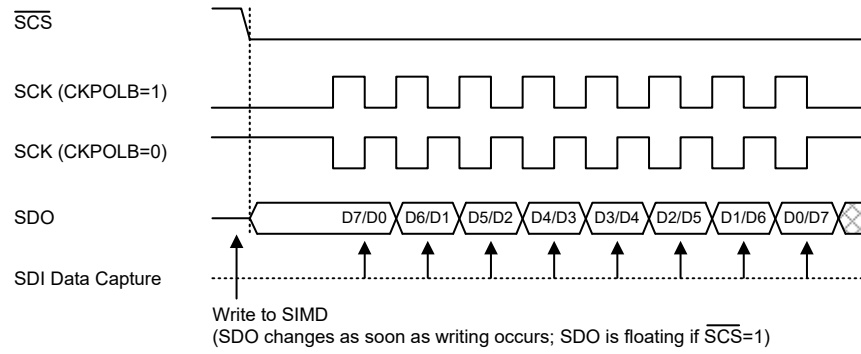 S̅C̅S̅
SCK (CKPOLB=1)
SCK (CKPOLB=0)
SDO D7/D0 D6/D1 D5/D2 D4/D3 D3/D4 D2/D5 D1/D6 D0/D7
SDI Data Capture
Write to SIMD
(SDO changes as soon as writing occurs; SDO is floating if S̅C̅S̅=1)